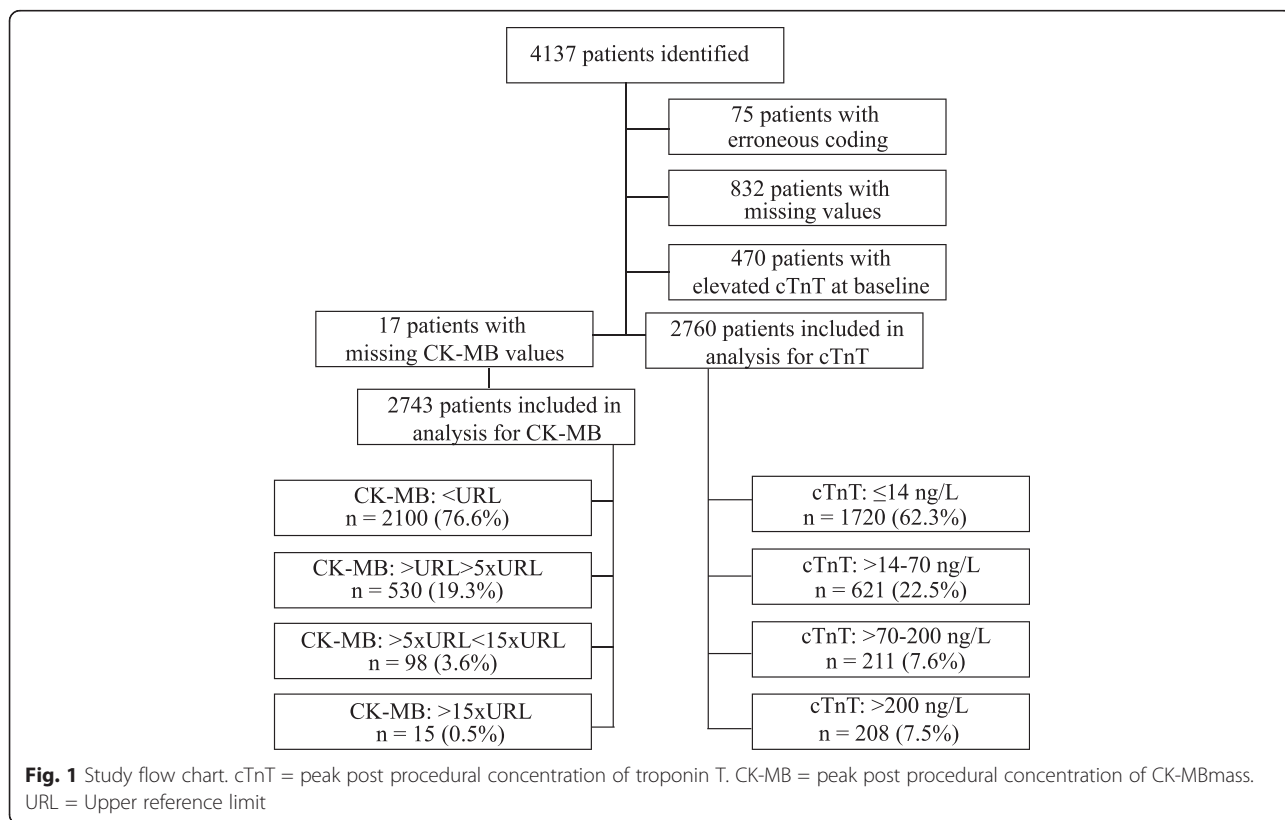 4137 patients identified
75 patients with
erroneous coding
832 patients with
missing values
470 patients with
elevated cTnT at baseline
17 patients with
missing CK-MB values
2760 patients included in
analysis for cTnT
2743 patients included in
analysis for CK-MB
CK-MB: <URL
n = 2100 (76.6%)
CK-MB: >URL>5xURL
n = 530 (19.3%)
CK-MB: >5xURL<15xURL
n = 98 (3.6%)
CK-MB: >15xURL
n = 15 (0.5%)
cTnT: ≤14 ng/L
n = 1720 (62.3%)
cTnT: >14-70 ng/L
n = 621 (22.5%)
cTnT: >70-200 ng/L
n = 211 (7.6%)
cTnT: >200 ng/L
n = 208 (7.5%)
Fig. 1 Study flow chart. cTnT = peak post procedural concentration of troponin T. CK-MB = peak post procedural concentration of CK-MBmass.
URL = Upper reference limit